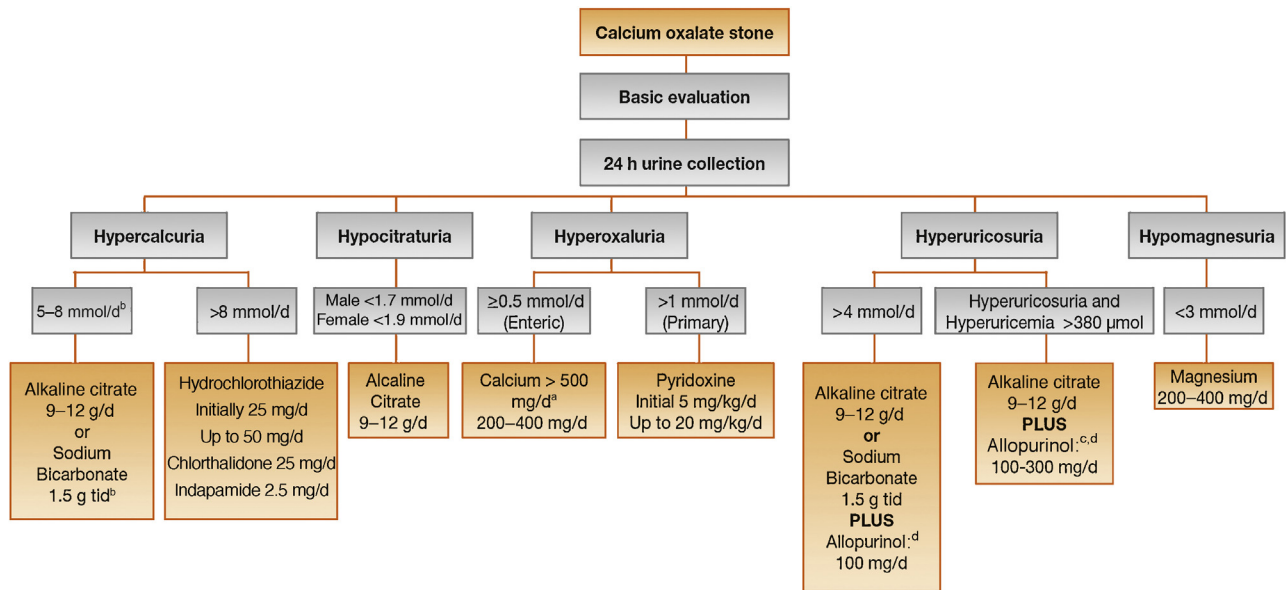 Calcium oxalate stone
Basic evaluation
24 h urine collection
Hypercalcuria
Hypocitraturia
Hyperoxaluria
Hyperuricosuria
Hypomagnesuria
5–8 mmol/dᵇ
>8 mmol/d
Male <1.7 mmol/d
Female <1.9 mmol/d
≥0.5 mmol/d
(Enteric)
>1 mmol/d
(Primary)
>4 mmol/d
Hyperuricosuria and
Hyperuricemia >380 µmol
<3 mmol/d
Alkaline citrate
9–12 g/d
or
Sodium
Bicarbonate
1.5 g tidᵇ
Hydrochlorothiazide
Initially 25 mg/d
Up to 50 mg/d
Chlorthalidone 25 mg/d
Indapamide 2.5 mg/d
Alcaline
Citrate
9–12 g/d
Calcium > 500
mg/dᵃ
200–400 mg/d
Pyridoxine
Initial 5 mg/kg/d
Up to 20 mg/kg/d
Alkaline citrate
9–12 g/d
or
Sodium
Bicarbonate
1.5 g tid
PLUS
Allopurinol:ᵈ
100 mg/d
Alkaline citrate
9–12 g/d
PLUS
Allopurinol:ᶜ,ᵈ
100-300 mg/d
Magnesium
200–400 mg/d